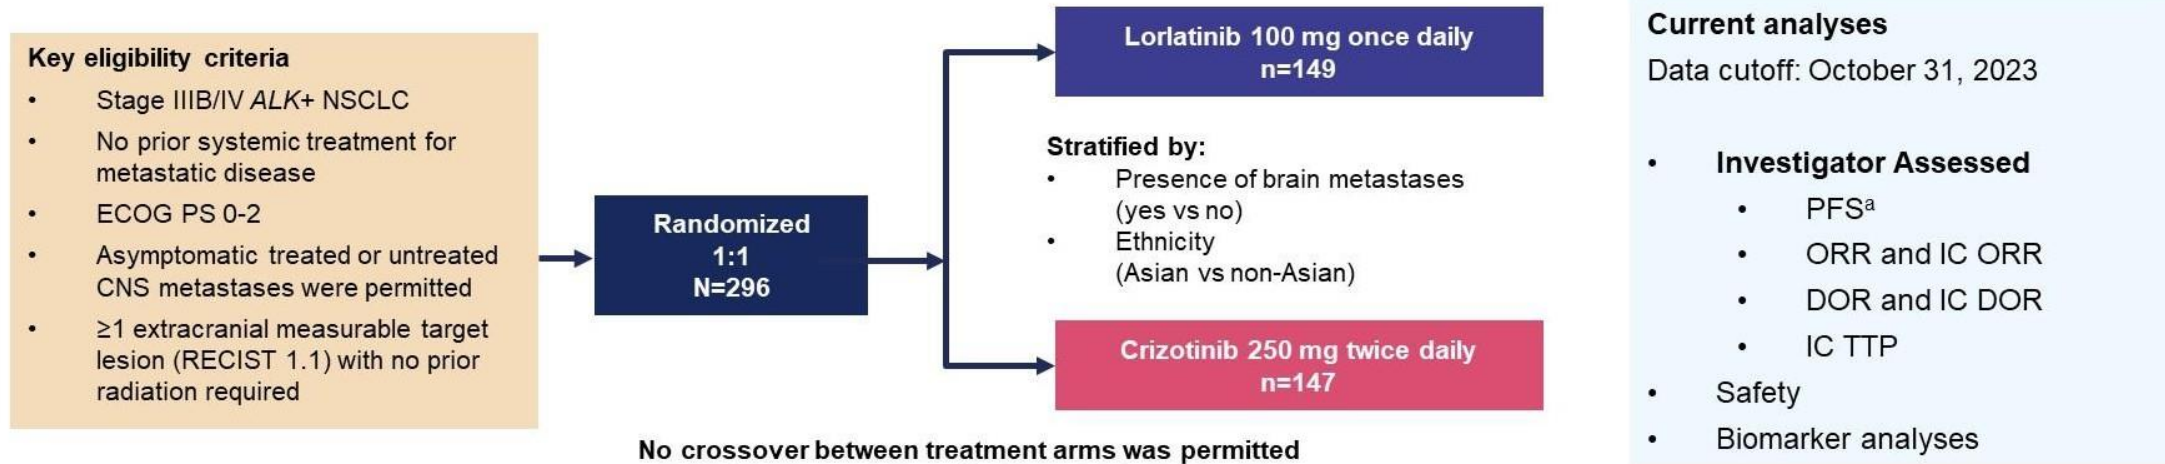 Key eligibility criteria
• Stage IIIB/IV ALK+ NSCLC
• No prior systemic treatment for
metastatic disease
• ECOG PS 0-2
• Asymptomatic treated or untreated
CNS metastases were permitted
• ≥1 extracranial measurable target
lesion (RECIST 1.1) with no prior
radiation required
Randomized
1:1
N=296
Lorlatinib 100 mg once daily
n=149
Stratified by:
• Presence of brain metastases
(yes vs no)
• Ethnicity
(Asian vs non-Asian)
Crizotinib 250 mg twice daily
n=147
No crossover between treatment arms was permitted
Current analyses
Data cutoff: October 31, 2023
• Investigator Assessed
• PFSᵃ
• ORR and IC ORR
• DOR and IC DOR
• IC TTP
• Safety
• Biomarker analyses